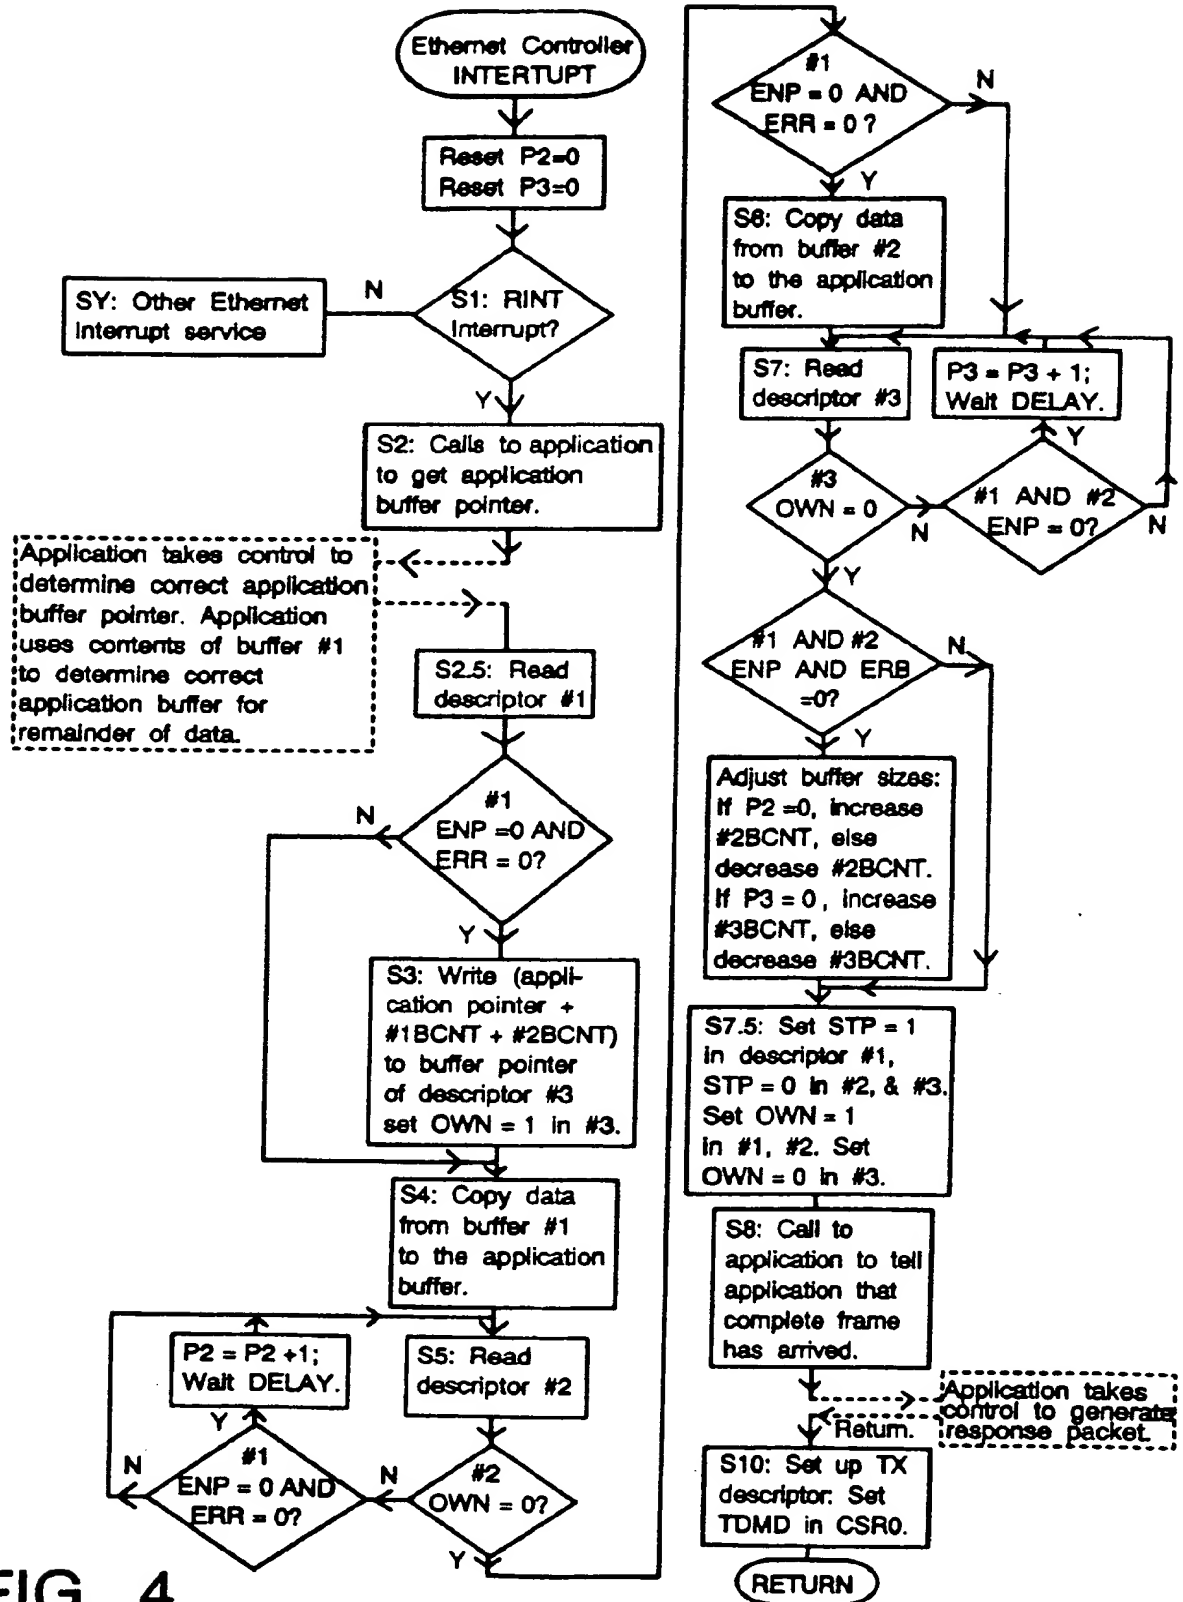 Ethernet Controller
INTERTUPT
Reset P2=0
Reset P3=0
S1: RINT
Interrupt?
N
SY: Other Ethernet
Interrupt service
Y
S2: Calls to application
to get application
buffer pointer.
Application takes control to
determine correct application
buffer pointer. Application
uses contents of buffer #1
to determine correct
application buffer for
remainder of data.
S2.5: Read
descriptor #1
#1
ENP =0 AND
ERR = 0?
N
Y
S3: Write (appli-
cation pointer +
#1BCNT + #2BCNT)
to buffer pointer
of descriptor #3
set OWN = 1 in #3.
S4: Copy data
from buffer #1
to the application
buffer.
P2 = P2 +1;
Wait DELAY.
S5: Read
descriptor #2
Y
N
#1
ENP = 0 AND
ERR = 0?
N
#2
OWN = 0?
Y
#1
ENP = 0 AND
ERR = 0 ?
N
Y
S6: Copy data
from buffer #2
to the application
buffer.
S7: Read
descriptor #3
P3 = P3 + 1;
Wait DELAY.
Y
#3
OWN = 0
N
#1 AND #2
ENP = 0?
N
Y
#1 AND #2
ENP AND ERB
=0?
N
Y
Adjust buffer sizes:
If P2 =0, increase
#2BCNT, else
decrease #2BCNT.
If P3 = 0, increase
#3BCNT, else
decrease #3BCNT.
S7.5: Set STP = 1
in descriptor #1,
STP = 0 in #2, & #3.
Set OWN = 1
in #1, #2. Set
OWN = 0 in #3.
S8: Call to
application to tell
application that
complete frame
has arrived.
Application takes
control to generate
response packet.
Return.
S10: Set up TX
descriptor. Set
TDMD in CSR0.
RETURN
FIG. 4